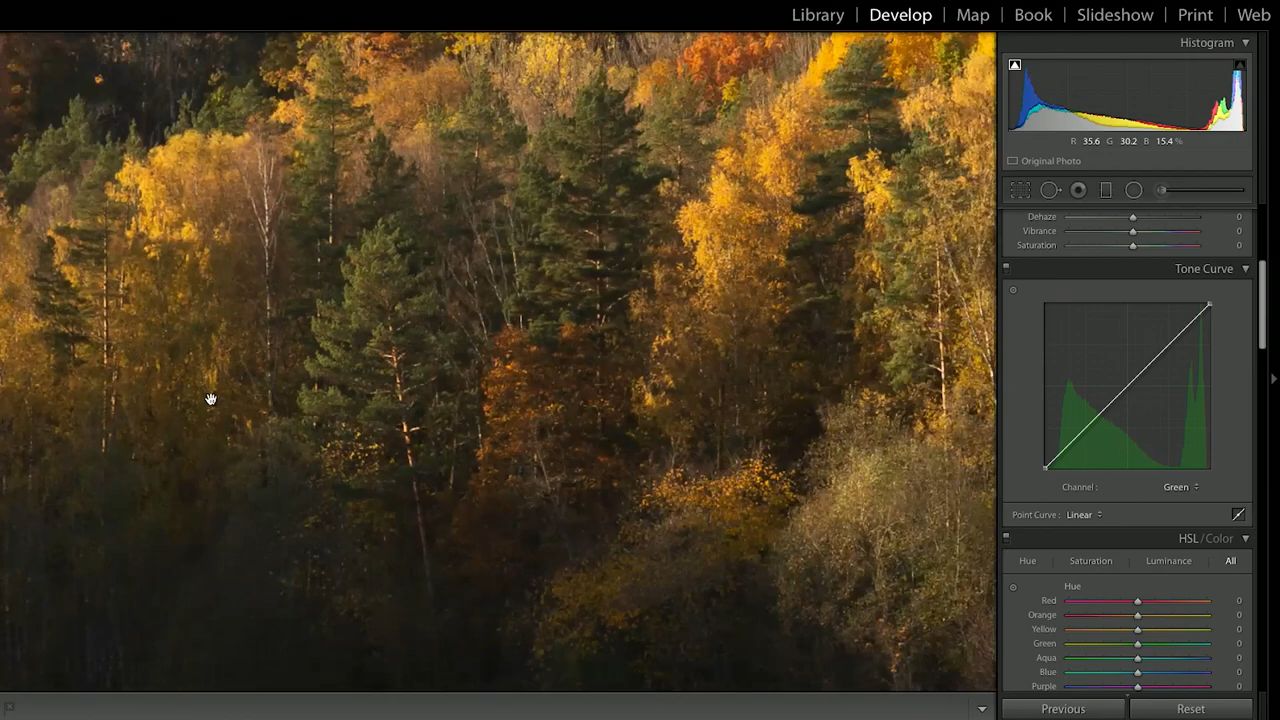 Library | Develop | Map | Book | Slideshow | Print | Web
Histogram
R 35.6 G 30.2 B 15.4 %
Original Photo
Dehaze 0
Vibrance 0
Saturation 0
Tone Curve
Channel : Green
Point Curve : Linear
HSL / Color
Hue Saturation Luminance All
Hue
Red 0
Orange 0
Yellow 0
Green 0
Aqua 0
Blue 0
Purple 0
Previous Reset